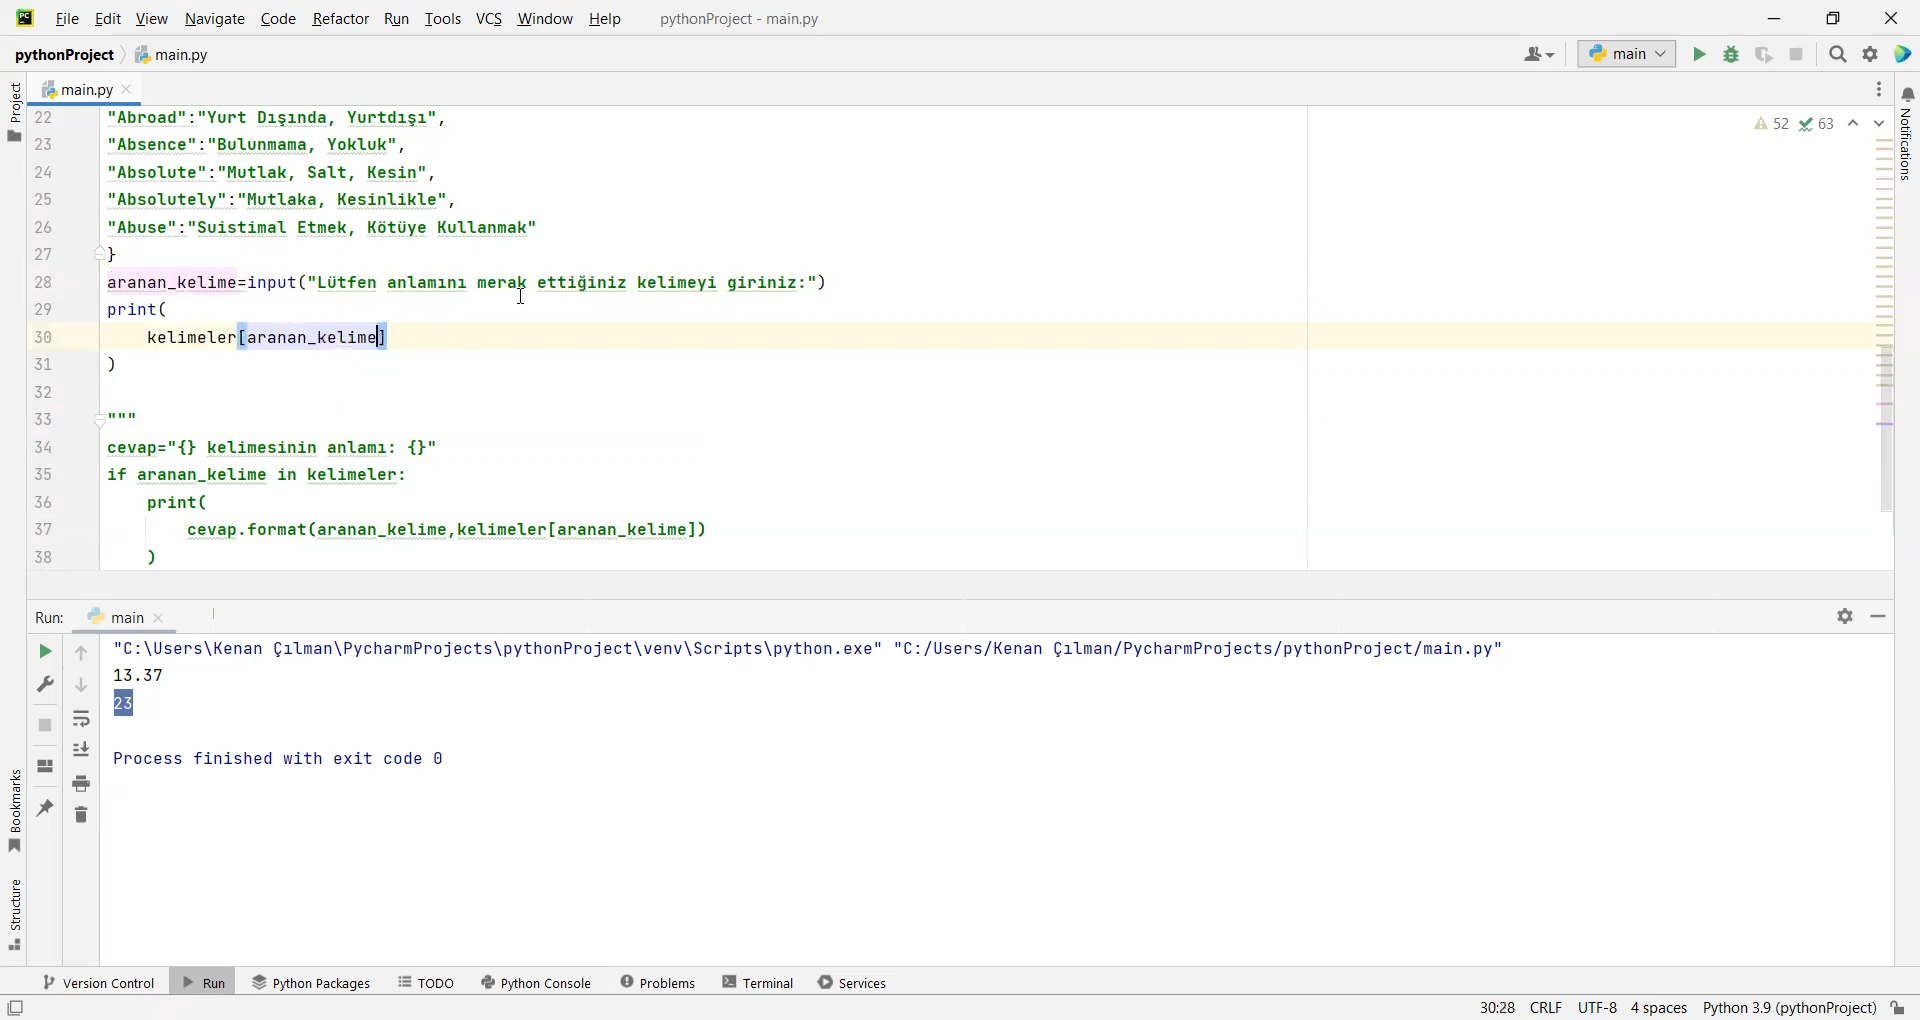 File Edit View Navigate Code Refactor Run Tools VCS Window Help pythonProject - main.py
pythonProject main.py main
main.py
22 "Abroad":"Yurt Dışında, Yurtdışı",
23 "Absence":"Bulunmama, Yokluk",
24 "Absolute":"Mutlak, Salt, Kesin",
25 "Absolutely":"Mutlaka, Kesinlikle",
26 "Abuse":"Suistimal Etmek, Kötüye Kullanmak"
27 }
28 aranan_kelime=input("Lütfen anlamını merak ettiğiniz kelimeyi giriniz:")
29 print(
30 kelimeler[aranan_kelime]
31 )
32
33 """
34 cevap="{} kelimesinin anlamı: {}"
35 if aranan_kelime in kelimeler:
36 print(
37 cevap.format(aranan_kelime,kelimeler[aranan_kelime])
38 )
52 63
Project
Notifications
Bookmarks
Structure
Run: main
"C:\Users\Kenan Çılman\PycharmProjects\pythonProject\venv\Scripts\python.exe" "C:/Users/Kenan Çılman/PycharmProjects/pythonProject/main.py"
13.37
23
Process finished with exit code 0
Version Control Run Python Packages TODO Python Console Problems Terminal Services
30:28 CRLF UTF-8 4 spaces Python 3.9 (pythonProject)